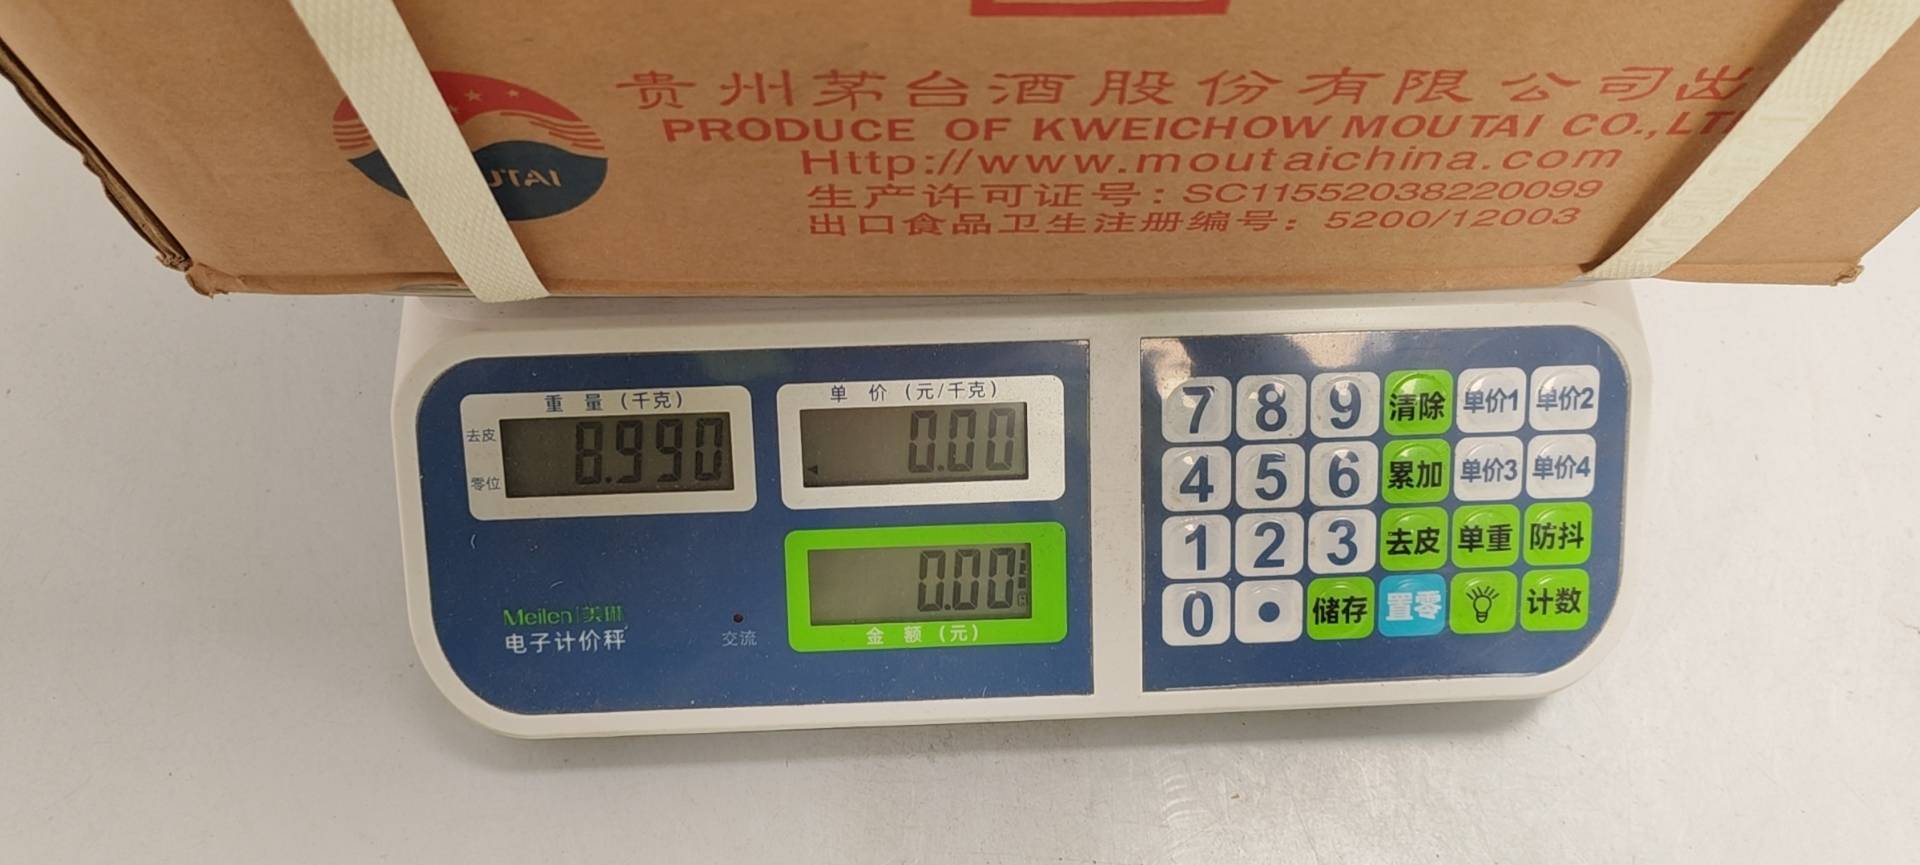 贵州茅台酒股份有限公司出
PRODUCE OF KWEICHOW MOUTAI CO.,LT
UTAI
Http://www.moutaichina.com
生产许可证号：SC11552038220099
出口食品卫生注册编号：5200/12003
重 量（千克）
去皮
8.990
零位
单 价（元/千克）
0.00
0.00
金 额（元）
Meilen|美琳
电子计价秤
交流
7 8 9 清除 单价1 单价2
4 5 6 累加 单价3 单价4
1 2 3 去皮 单重 防抖
0 • 储存 置零 计数